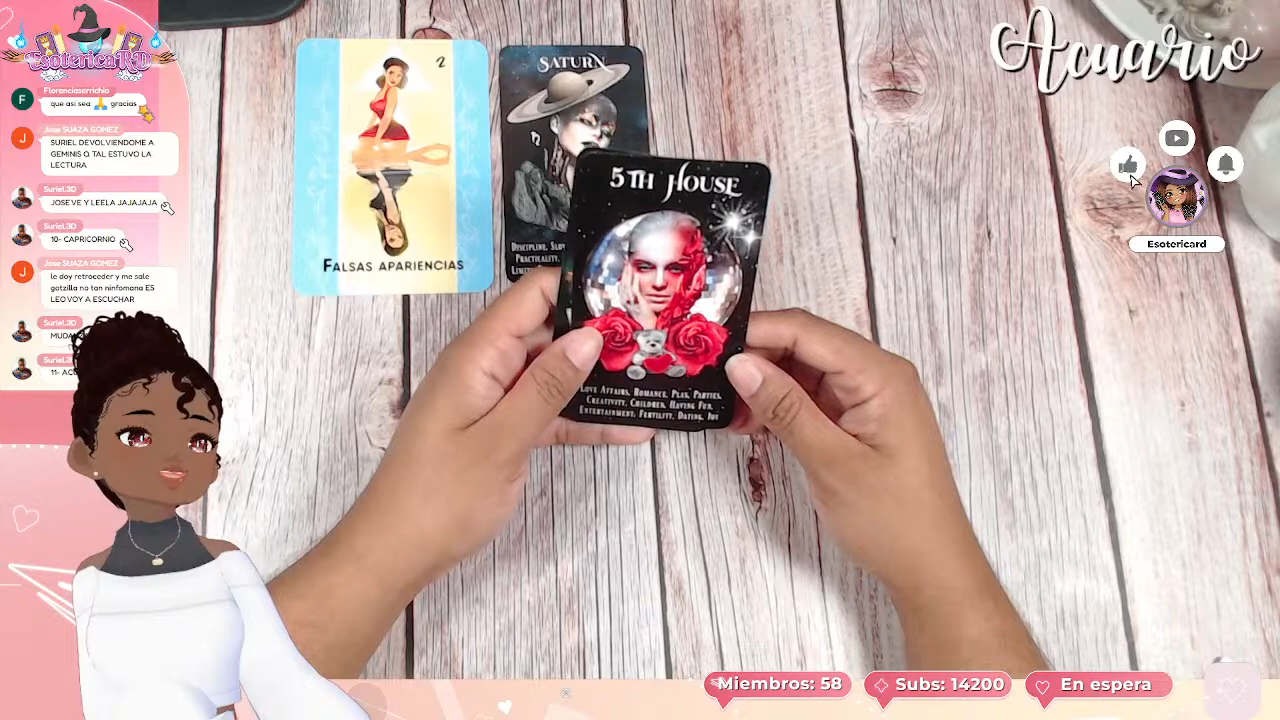 EsotericaRD
Florenciaserrichio
que asi sea 🙏 gracias
Jose SUAZA GOMEZ
SURIEL DEVOLVIENDOME A
GEMINIS Q TAL ESTUVO LA
LECTURA
Suriel.3D
JOSE VE Y LEELA JAJAJAJA
Suriel.3D
10- CAPRICORNIO
Jose SUAZA GOMEZ
le doy retroceder y me sale
gatzilla no tan ninfomana ES
LEO VOY A ESCUCHAR
Suriel.3D
Suriel.3D
2
FALSAS APARIENCIAS
SATURN
DISCIPLINE,
PRACTICALITY,
5TH HOUSE
LOVE AFFAIRS, ROMANCE, PLAY, PARTIES,
CREATIVITY, CHILDREN, HAVING FUN,
ENTERTAINMENT, FERTILITY, DATING, JOY
Acuario
Esotericard
Miembros: 58
Subs: 14200
En espera